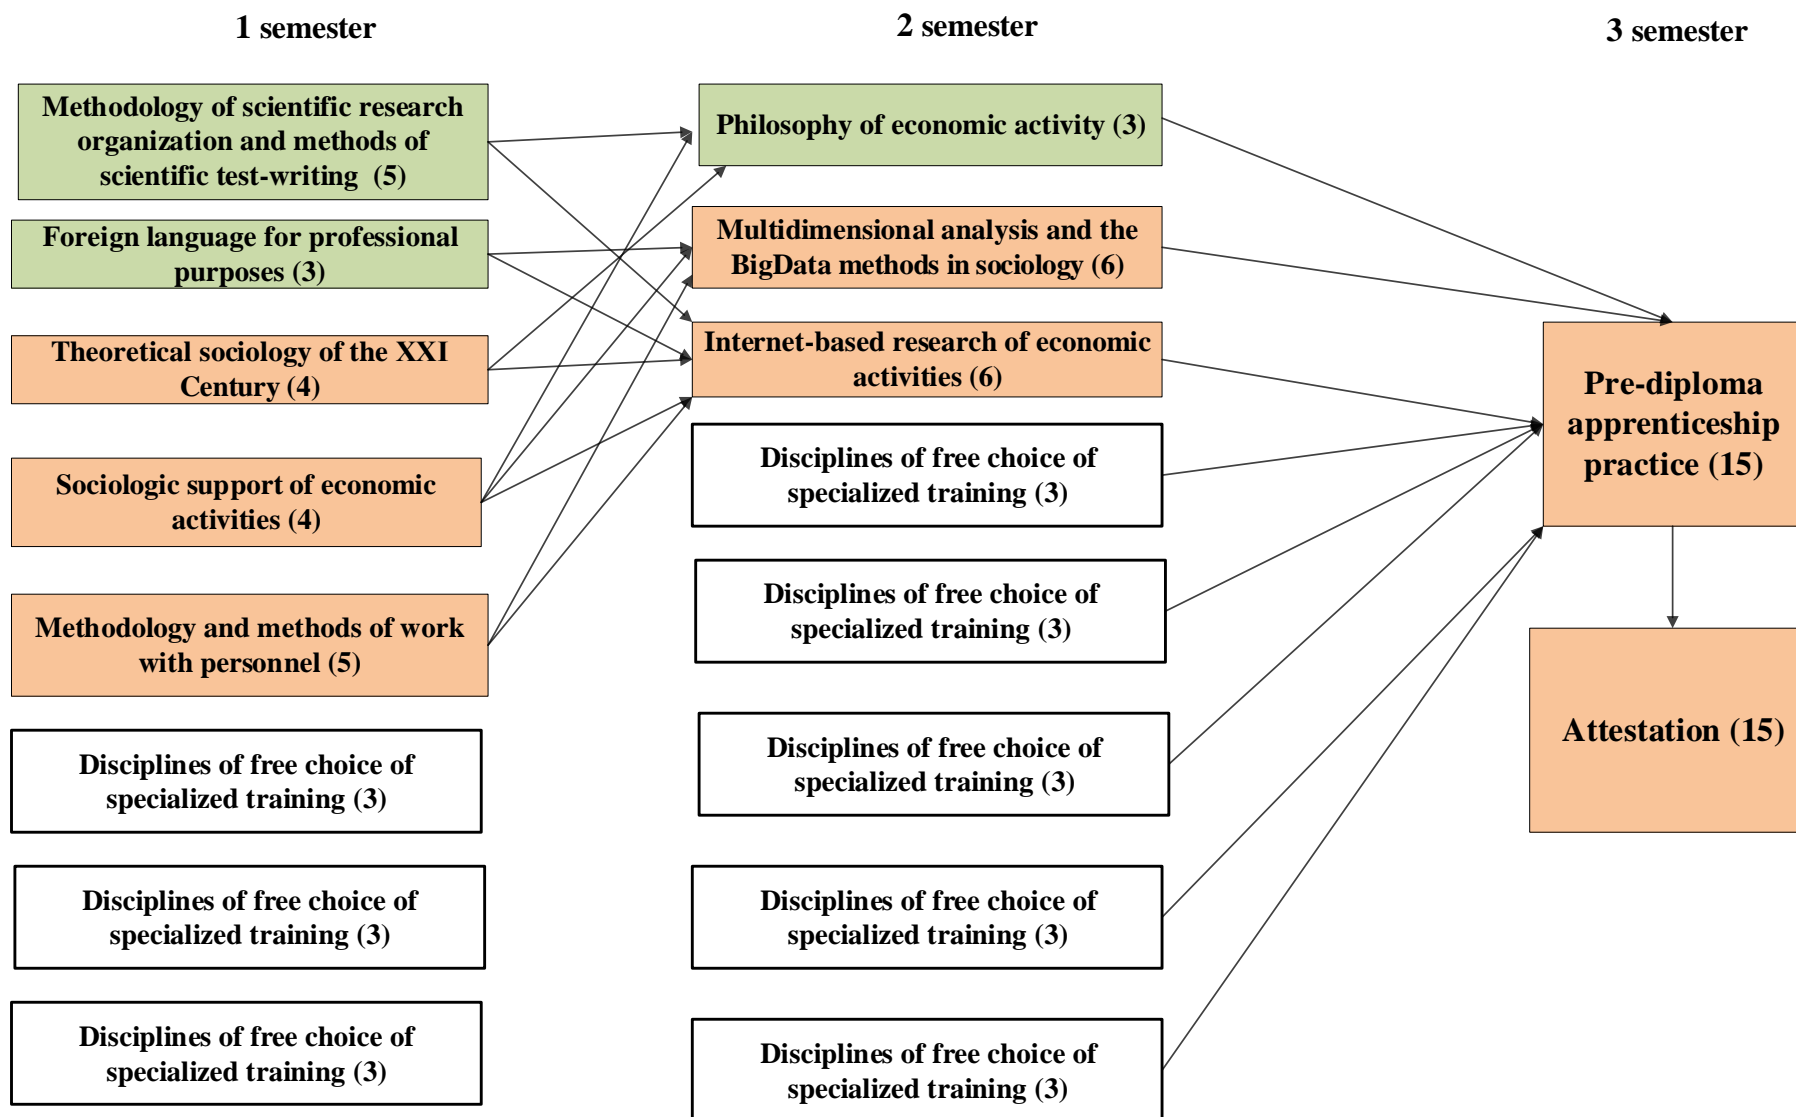 1 semester
2 semester
3 semester
Methodology of scientific research
organization and methods of
scientific test-writing (5)
Foreign language for professional
purposes (3)
Theoretical sociology of the XXI
Century (4)
Sociologic support of economic
activities (4)
Methodology and methods of work
with personnel (5)
Disciplines of free choice of
specialized training (3)
Disciplines of free choice of
specialized training (3)
Disciplines of free choice of
specialized training (3)
Philosophy of economic activity (3)
Multidimensional analysis and the
BigData methods in sociology (6)
Internet-based research of economic
activities (6)
Disciplines of free choice of
specialized training (3)
Disciplines of free choice of
specialized training (3)
Disciplines of free choice of
specialized training (3)
Disciplines of free choice of
specialized training (3)
Disciplines of free choice of
specialized training (3)
Pre-diploma
apprenticeship
practice (15)
Attestation (15)